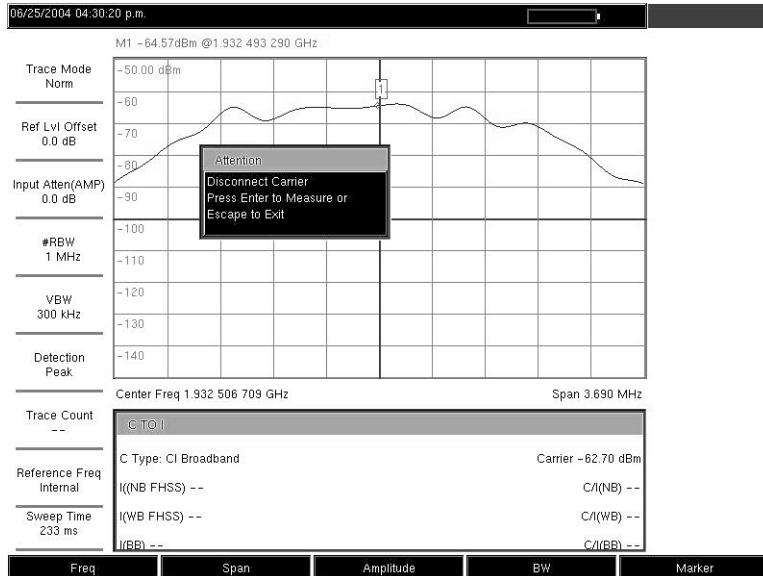 06/25/2004 04:30:20 p.m.
M1 -64.57dBm @1.932 493 290 GHz
Trace Mode
Norm
Ref Lvl Offset
0.0 dB
Input Atten(AMP)
0.0 dB
#RBW
1 MHz
VBW
300 kHz
Detection
Peak
Trace Count
--
Reference Freq
Internal
Sweep Time
233 ms
-50.00 dBm
-60
-70
-80
-90
-100
-110
-120
-130
-140
1
Attention
Disconnect Carrier
Press Enter to Measure or
Escape to Exit
Center Freq 1.932 506 709 GHz
Span 3.690 MHz
C TO I
C Type: CI Broadband
Carrier -62.70 dBm
I((NB FHSS) --
C/I(NB) --
I(WB FHSS) --
C/I(WB) --
I(BB) --
C/I(BB) --
Freq
Span
Amplitude
BW
Marker